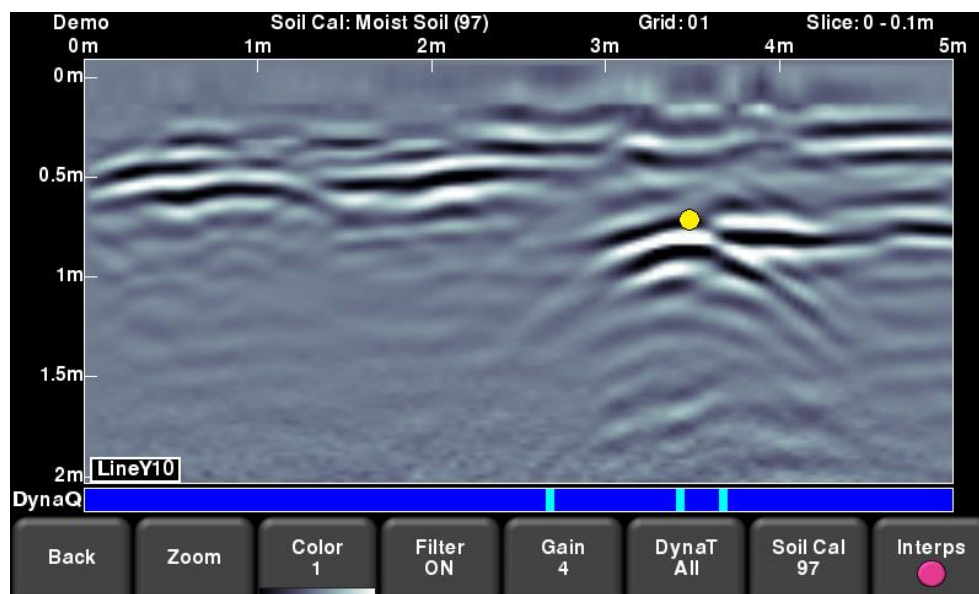 Demo Soil Cal: Moist Soil (97) Grid: 01 Slice: 0 - 0.1m
0m 1m 2m 3m 4m 5m
0m
0.5m
1m
1.5m
2m
LineY10
DynaQ
Back Zoom Color Filter Gain DynaT Soil Cal Interps
1 ON 4 All 97